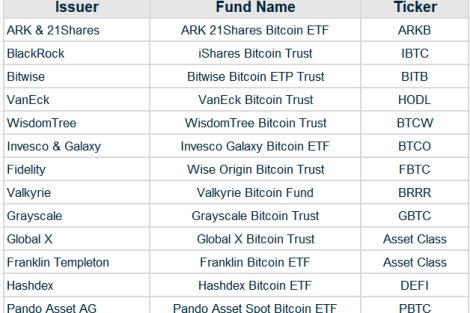 Issuer Fund Name Ticker
ARK & 21Shares ARK 21Shares Bitcoin ETF ARKB
BlackRock iShares Bitcoin Trust IBTC
Bitwise Bitwise Bitcoin ETP Trust BITB
VanEck VanEck Bitcoin Trust HODL
WisdomTree WisdomTree Bitcoin Trust BTCW
Invesco & Galaxy Invesco Galaxy Bitcoin ETF BTCO
Fidelity Wise Origin Bitcoin Trust FBTC
Valkyrie Valkyrie Bitcoin Fund BRRR
Grayscale Grayscale Bitcoin Trust GBTC
Global X Global X Bitcoin Trust Asset Class
Franklin Templeton Franklin Bitcoin ETF Asset Class
Hashdex Hashdex Bitcoin ETF DEFI
Pando Asset AG Pando Asset Spot Bitcoin ETF PBTC